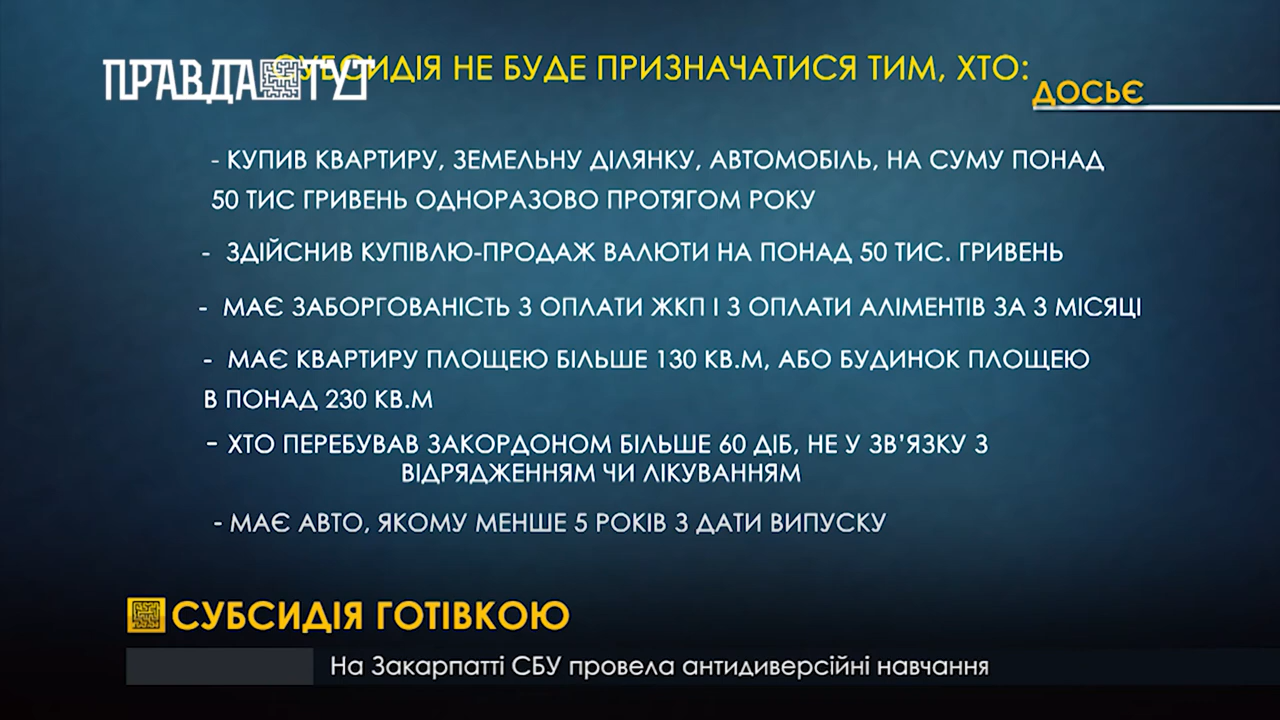 СУБСИДІЯ НЕ БУДЕ ПРИЗНАЧАТИСЯ ТИМ, ХТО:
ПРАВДА ТУТ
ДОСЬЄ
- КУПИВ КВАРТИРУ, ЗЕМЕЛЬНУ ДІЛЯНКУ, АВТОМОБІЛЬ, НА СУМУ ПОНАД
50 ТИС ГРИВЕНЬ ОДНОРАЗОВО ПРОТЯГОМ РОКУ
- ЗДІЙСНИВ КУПІВЛЮ-ПРОДАЖ ВАЛЮТИ НА ПОНАД 50 ТИС. ГРИВЕНЬ
- МАЄ ЗАБОРГОВАНІСТЬ З ОПЛАТИ ЖКП І З ОПЛАТИ АЛІМЕНТІВ ЗА 3 МІСЯЦІ
- МАЄ КВАРТИРУ ПЛОЩЕЮ БІЛЬШЕ 130 КВ.М, АБО БУДИНОК ПЛОЩЕЮ
В ПОНАД 230 КВ.М
- ХТО ПЕРЕБУВАВ ЗАКОРДОНОМ БІЛЬШЕ 60 ДІБ, НЕ У ЗВ'ЯЗКУ З
ВІДРЯДЖЕННЯМ ЧИ ЛІКУВАННЯМ
- МАЄ АВТО, ЯКОМУ МЕНШЕ 5 РОКІВ З ДАТИ ВИПУСКУ
СУБСИДІЯ ГОТІВКОЮ
На Закарпатті СБУ провела антидиверсійні навчання